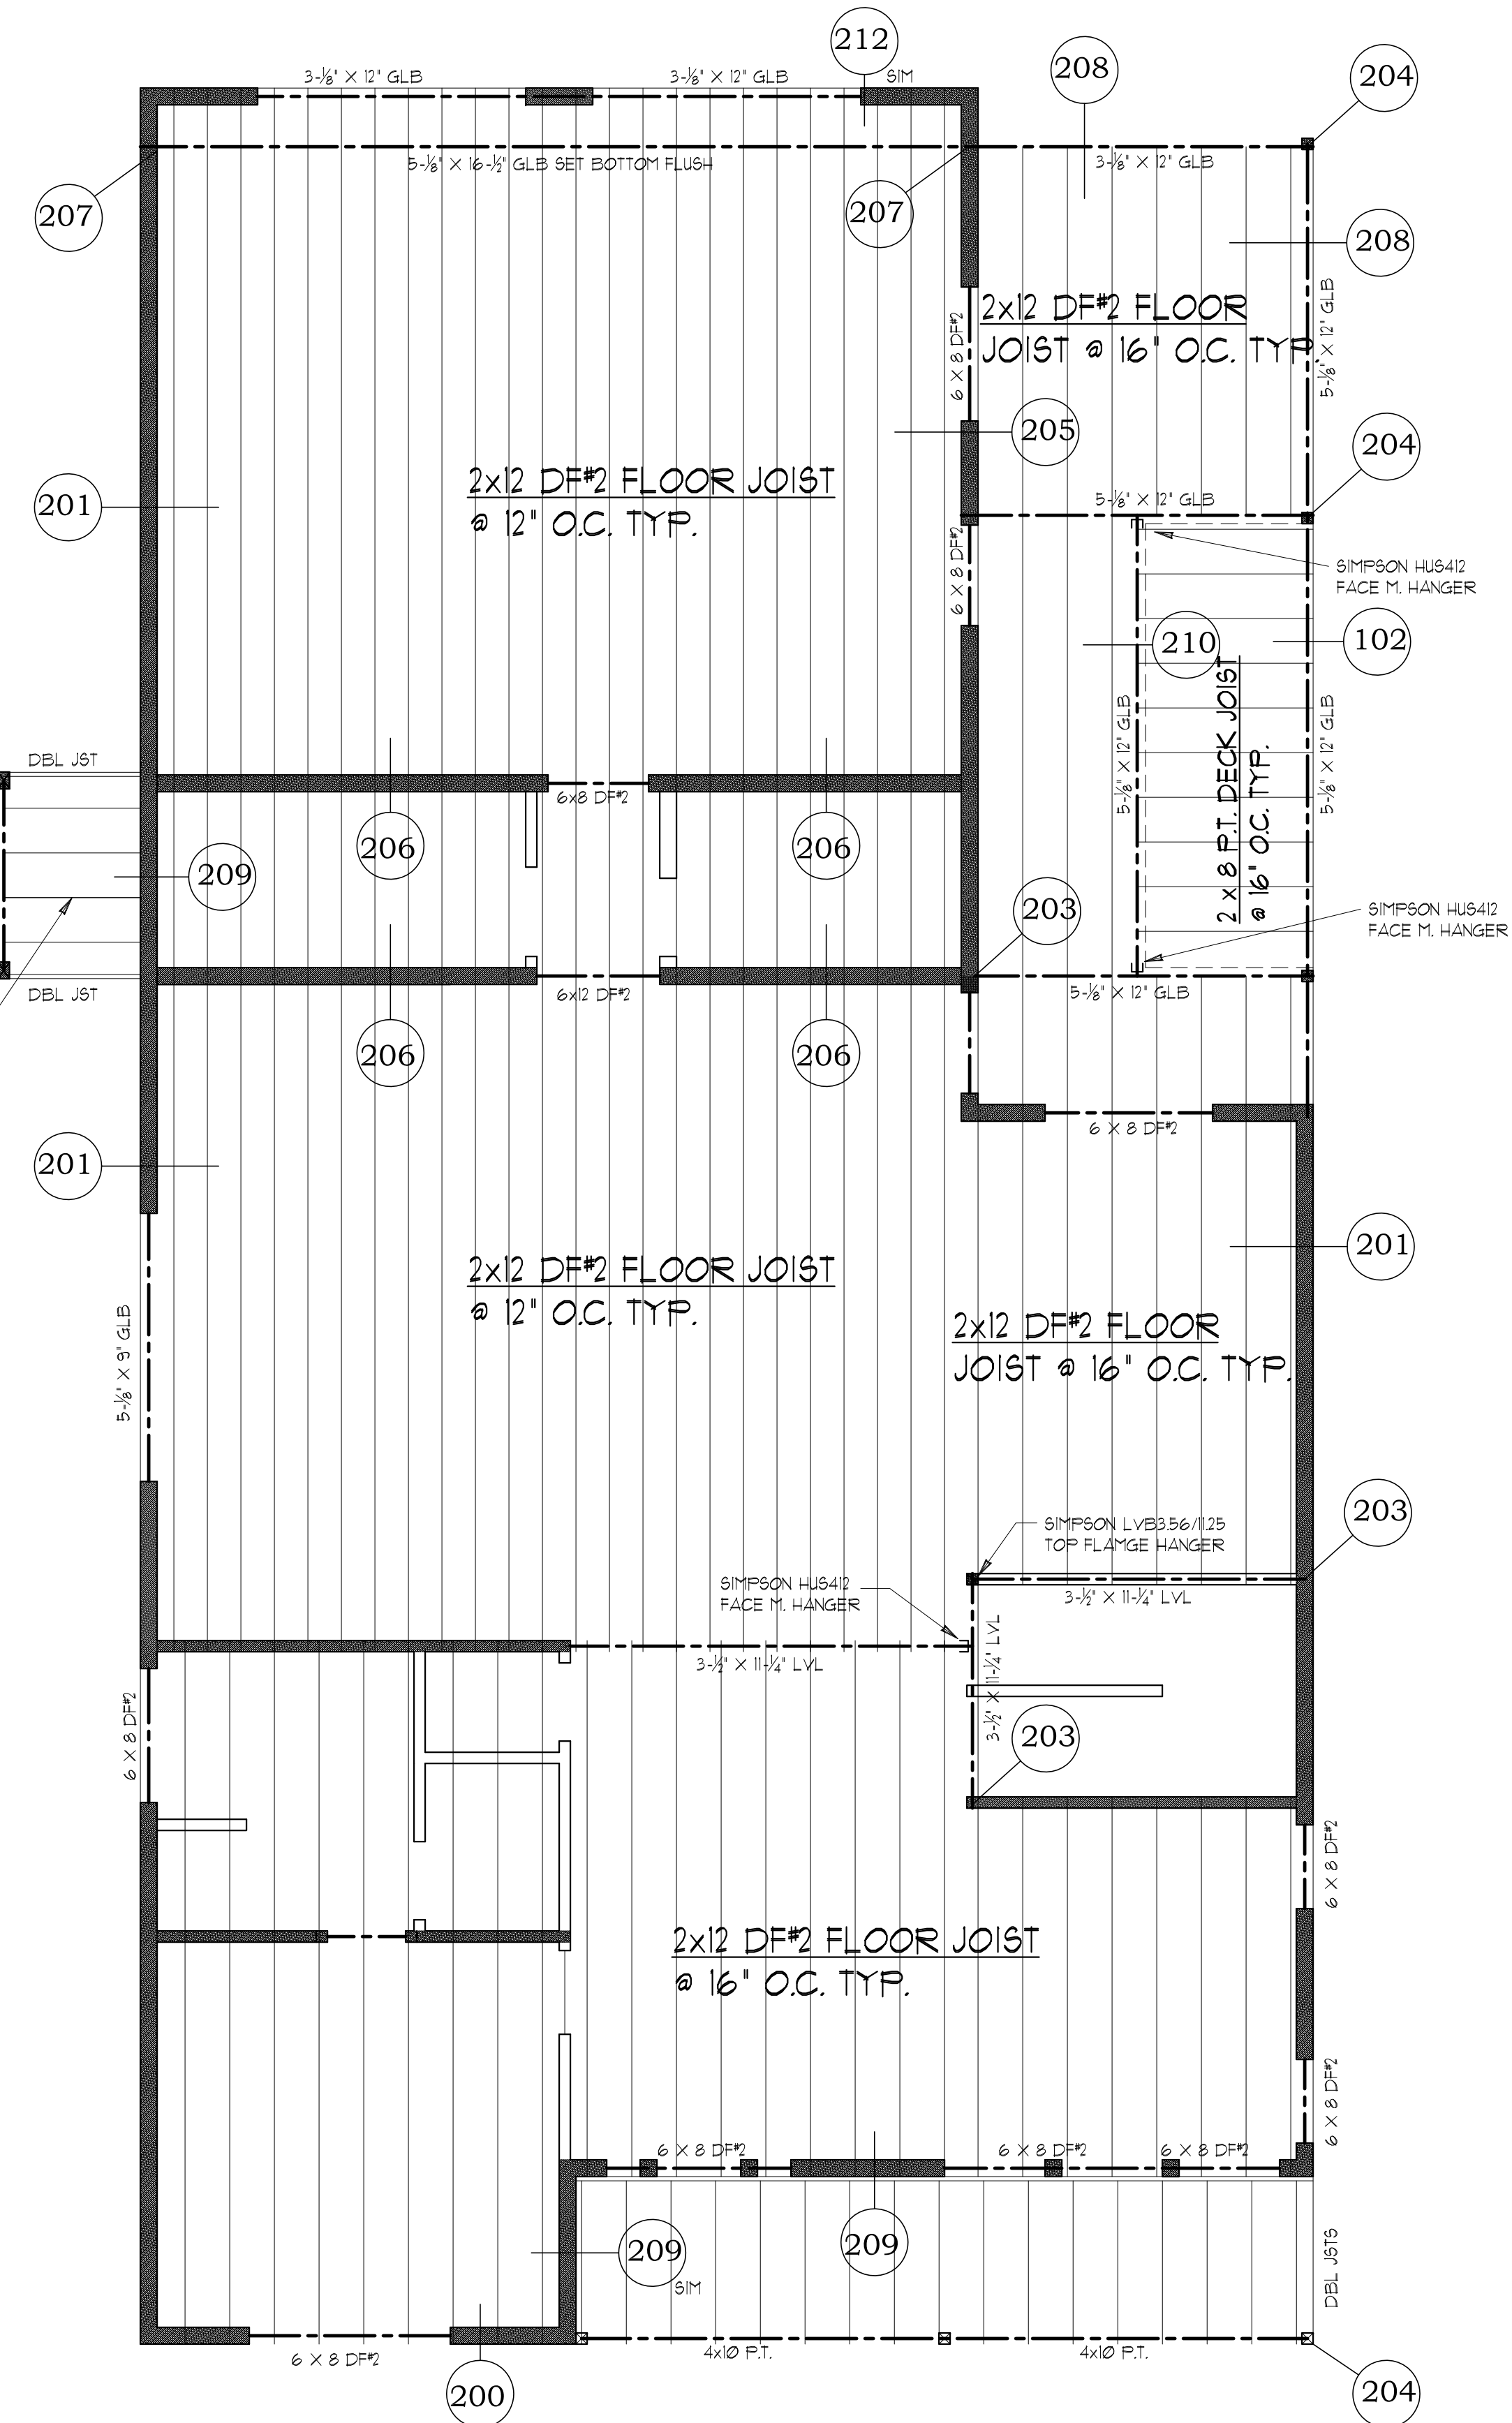 212
208
204
3-⅛" X 12" GLB
3-⅛" X 12" GLB
SIM
5-⅛" X 16-½" GLB SET BOTTOM FLUSH
3-⅛" X 12" GLB
207
207
208
2x12 DF#2 FLOOR
JOIST @ 16" O.C. TYP.
6 X 8 DF#2
5-⅛" X 12" GLB
205
204
201
2x12 DF#2 FLOOR JOIST
@ 12" O.C. TYP.
5-⅛" X 12" GLB
6 X 8 DF#2
SIMPSON HUS412
FACE M. HANGER
210
102
5-⅛" X 12" GLB
2 x 8 P.T. DECK JOIST
@ 16" O.C. TYP.
5-⅛" X 12" GLB
DBL JST
6x8 DF#2
206
206
209
203
SIMPSON HUS412
FACE M. HANGER
DBL JST
6x12 DF#2
5-⅛" X 12" GLB
206
206
6 X 8 DF#2
201
201
2x12 DF#2 FLOOR JOIST
@ 12" O.C. TYP.
2x12 DF#2 FLOOR
JOIST @ 16" O.C. TYP.
5-⅛" X 9" GLB
203
SIMPSON LVB3.56/11.25
TOP FLAMGE HANGER
SIMPSON HUS412
FACE M. HANGER
3-½" X 11-¼" LVL
3-½" X 11-¼" LVL
3-½" X 11-¼" LVL
6 X 8 DF#2
203
6 X 8 DF#2
2x12 DF#2 FLOOR JOIST
@ 16" O.C. TYP.
6 X 8 DF#2
6 X 8 DF#2
6 X 8 DF#2
6 X 8 DF#2
209
SIM
209
DBL JSTS
6 X 8 DF#2
4x10 P.T.
4x10 P.T.
200
204